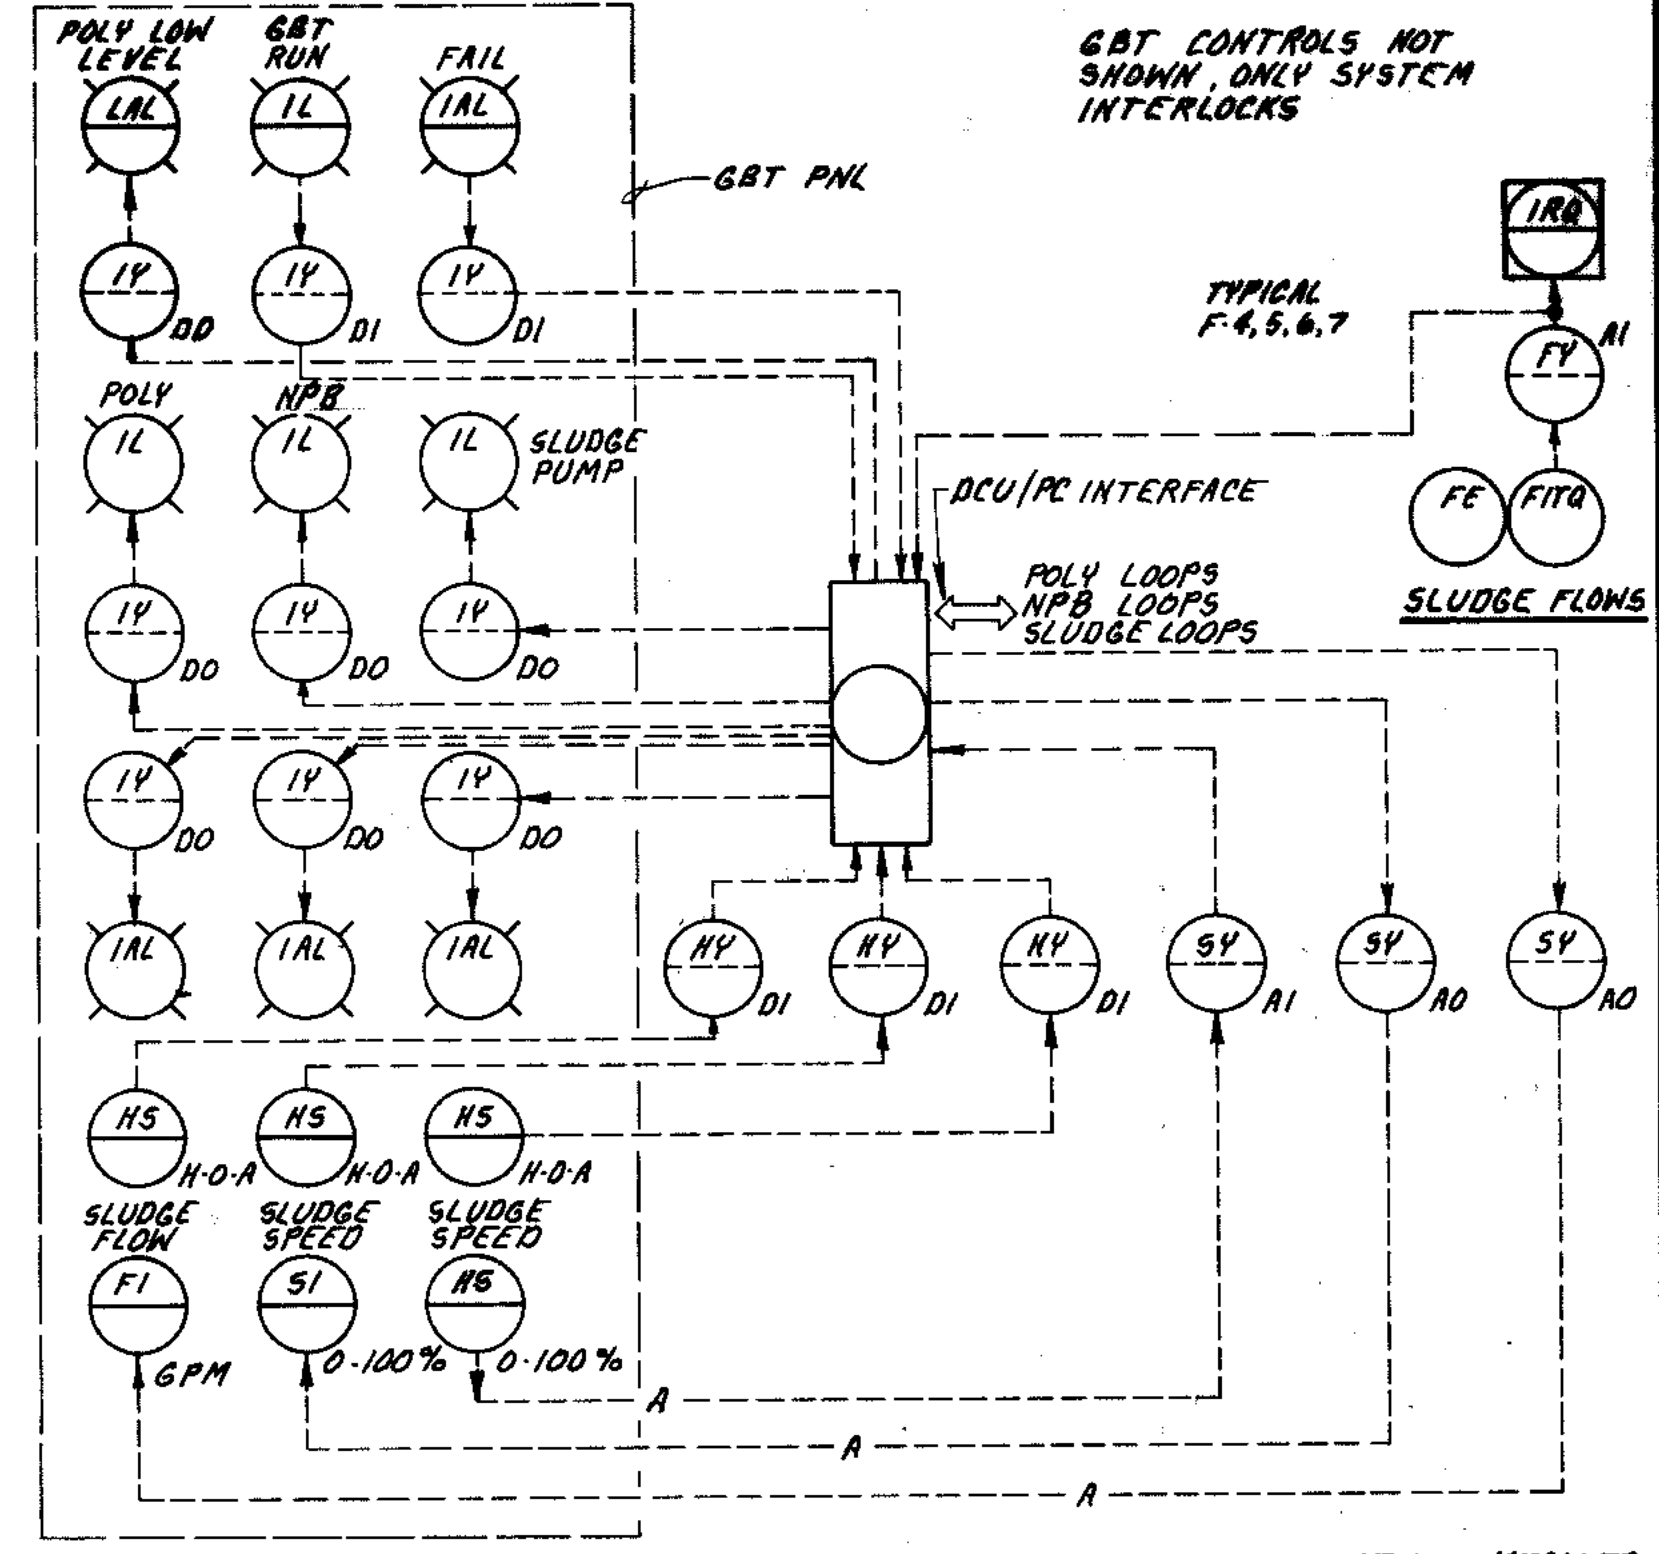 POLY LOW
LEVEL
GBT
RUN
FAIL
GBT CONTROLS NOT
SHOWN, ONLY SYSTEM
INTERLOCKS
LAL
IL
IAL
GBT PNL
IRQ
IY
DO
IY
DI
IY
DI
TYPICAL
F-4,5,6,7
FY
AI
POLY
NPB
IL
IL
IL
SLUDGE
PUMP
DCU/PC INTERFACE
FE
FITQ
SLUDGE FLOWS
POLY LOOPS
NPB LOOPS
SLUDGE LOOPS
IY
DO
IY
DO
IY
DO
IY
DO
IY
DO
IY
DO
IAL
IAL
IAL
HY
DI
HY
DI
HY
DI
SY
AI
SY
AO
SY
AO
HS
H-O-A
HS
H-O-A
HS
H-O-A
SLUDGE
FLOW
SLUDGE
SPEED
SLUDGE
SPEED
FI
GPM
SI
0-100%
HS
0-100%
A
A
A